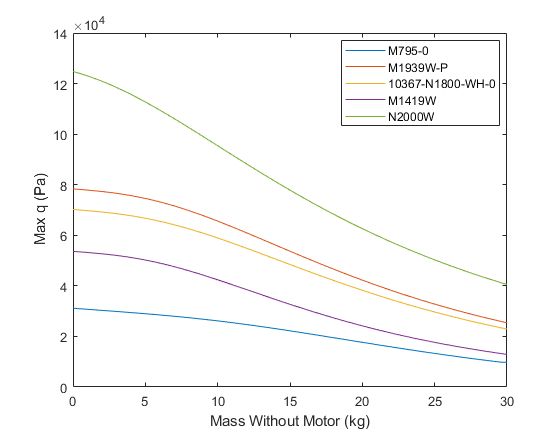 ×10⁴
14
12
10
8
6
4
2
0
Max q (Pa)
0 5 10 15 20 25 30
Mass Without Motor (kg)
M795-0
M1939W-P
10367-N1800-WH-0
M1419W
N2000W